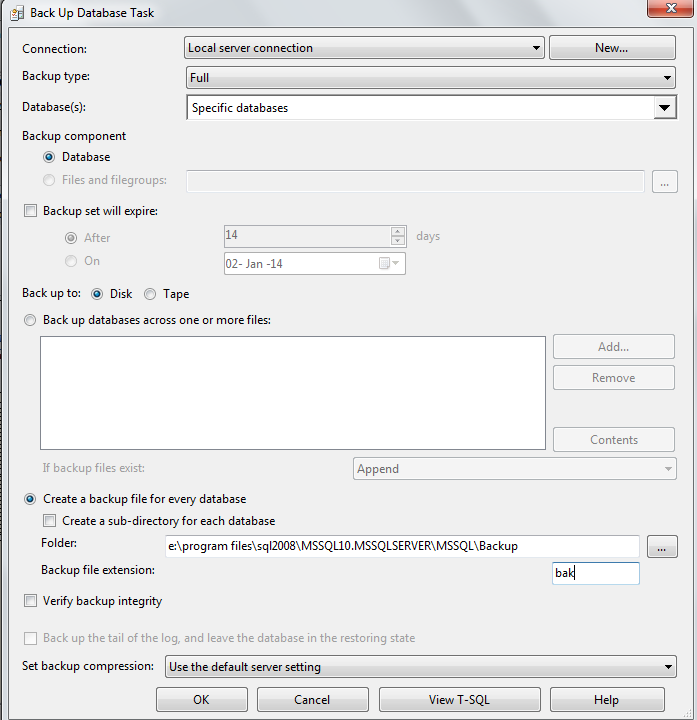 Back Up Database Task
Connection: Local server connection New...
Backup type: Full
Database(s): Specific databases
Backup component
Database
Files and filegroups: ...
Backup set will expire:
After 14 days
On 02- Jan -14
Back up to: Disk Tape
Back up databases across one or more files:
Add...
Remove
Contents
If backup files exist: Append
Create a backup file for every database
Create a sub-directory for each database
Folder: e:\program files\sql2008\MSSQL10.MSSQLSERVER\MSSQL\Backup ...
Backup file extension: bak
Verify backup integrity
Back up the tail of the log, and leave the database in the restoring state
Set backup compression: Use the default server setting
OK Cancel View T-SQL Help